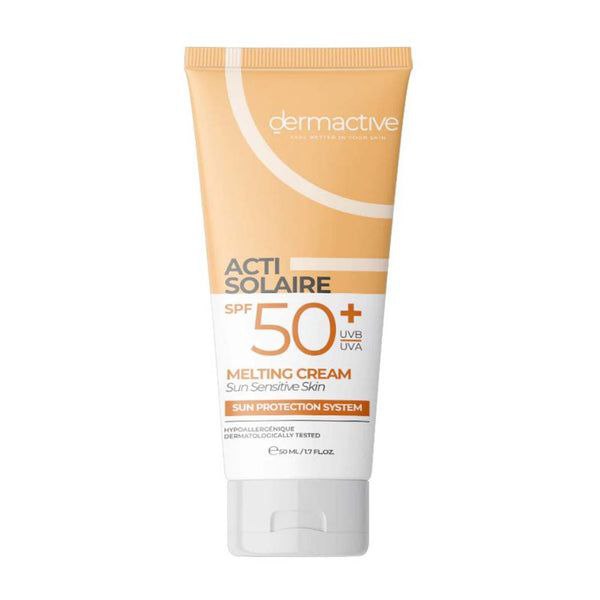 dermactive
FEEL BETTER IN YOUR SKIN
ACTI
SOLAIRE
SPF 50+
UVB
UVA
MELTING CREAM
Sun Sensitive Skin
SUN PROTECTION SYSTEM
HYPOALLERGÉNIQUE
DERMATOLOGICALLY TESTED
℮50 ML / 1.7 FL.OZ.